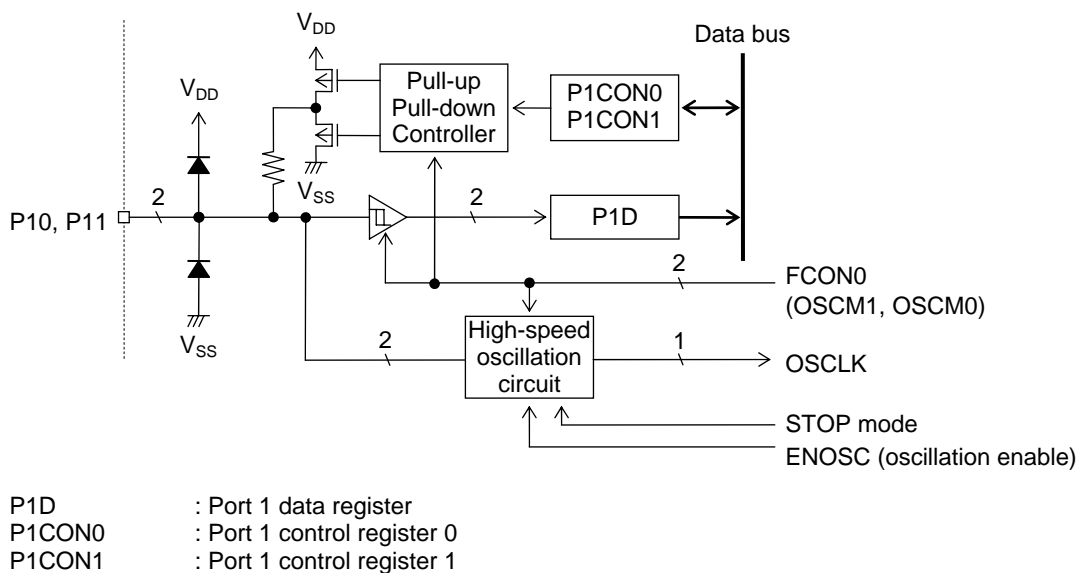 VDD
Data bus
VDD
Pull-up
Pull-down
Controller
P1CON0
P1CON1
VSS
P10, P11
2
2
P1D
2
FCON0
(OSCM1, OSCM0)
VSS
2
High-speed
oscillation
circuit
1
OSCLK
STOP mode
ENOSC (oscillation enable)
P1D : Port 1 data register
P1CON0 : Port 1 control register 0
P1CON1 : Port 1 control register 1